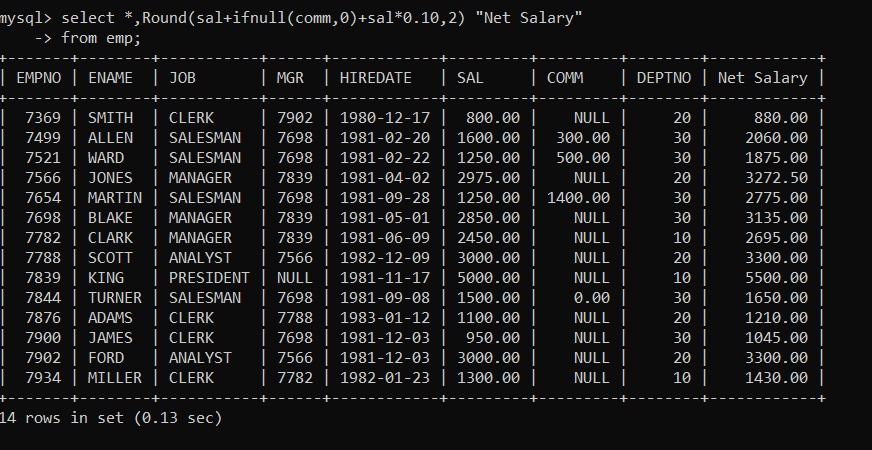 mysql> select *,Round(sal+ifnull(comm,0)+sal*0.10,2) "Net Salary"
    -> from emp;
+-------+--------+-----------+------+------------+---------+---------+--------+------------+
| EMPNO | ENAME  | JOB       | MGR  | HIREDATE   | SAL     | COMM    | DEPTNO | Net Salary |
+-------+--------+-----------+------+------------+---------+---------+--------+------------+
|  7369 | SMITH  | CLERK     | 7902 | 1980-12-17 |  800.00 |    NULL |     20 |     880.00 |
|  7499 | ALLEN  | SALESMAN  | 7698 | 1981-02-20 | 1600.00 |  300.00 |     30 |    2060.00 |
|  7521 | WARD   | SALESMAN  | 7698 | 1981-02-22 | 1250.00 |  500.00 |     30 |    1875.00 |
|  7566 | JONES  | MANAGER   | 7839 | 1981-04-02 | 2975.00 |    NULL |     20 |    3272.50 |
|  7654 | MARTIN | SALESMAN  | 7698 | 1981-09-28 | 1250.00 | 1400.00 |     30 |    2775.00 |
|  7698 | BLAKE  | MANAGER   | 7839 | 1981-05-01 | 2850.00 |    NULL |     30 |    3135.00 |
|  7782 | CLARK  | MANAGER   | 7839 | 1981-06-09 | 2450.00 |    NULL |     10 |    2695.00 |
|  7788 | SCOTT  | ANALYST   | 7566 | 1982-12-09 | 3000.00 |    NULL |     20 |    3300.00 |
|  7839 | KING   | PRESIDENT | NULL | 1981-11-17 | 5000.00 |    NULL |     10 |    5500.00 |
|  7844 | TURNER | SALESMAN  | 7698 | 1981-09-08 | 1500.00 |    0.00 |     30 |    1650.00 |
|  7876 | ADAMS  | CLERK     | 7788 | 1983-01-12 | 1100.00 |    NULL |     20 |    1210.00 |
|  7900 | JAMES  | CLERK     | 7698 | 1981-12-03 |  950.00 |    NULL |     30 |    1045.00 |
|  7902 | FORD   | ANALYST   | 7566 | 1981-12-03 | 3000.00 |    NULL |     20 |    3300.00 |
|  7934 | MILLER | CLERK     | 7782 | 1982-01-23 | 1300.00 |    NULL |     10 |    1430.00 |
+-------+--------+-----------+------+------------+---------+---------+--------+------------+
14 rows in set (0.13 sec)